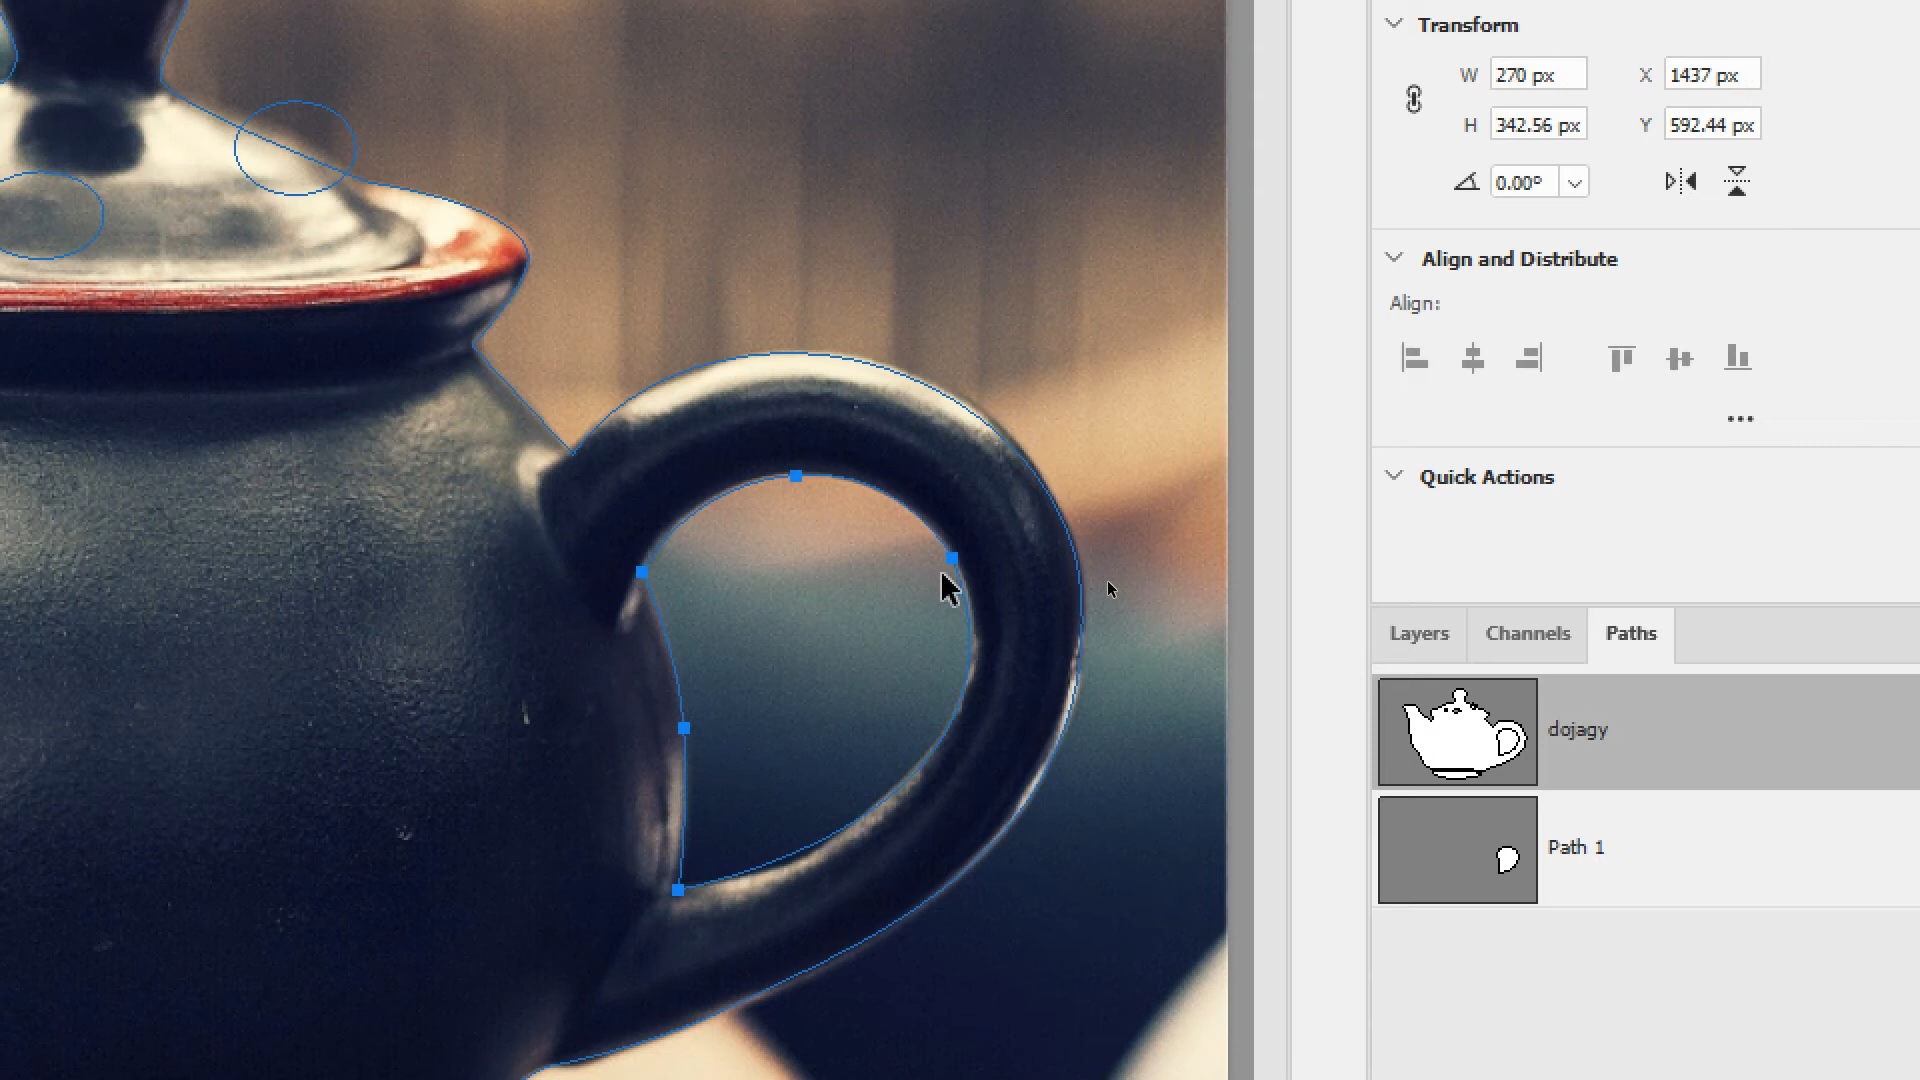 Transform
W 270 px X 1437 px
H 342.56 px Y 592.44 px
0.00º
Align and Distribute
Align:
Quick Actions
Layers Channels Paths
dojagy
Path 1